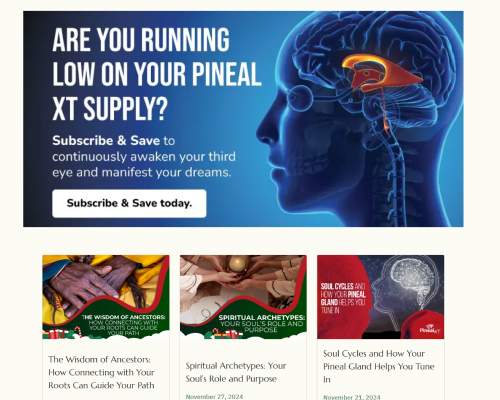 ARE YOU RUNNING
LOW ON YOUR PINEAL
XT SUPPLY?
Subscribe & Save to
continuously awaken your third
eye and manifest your dreams.
Subscribe & Save today.
THE WISDOM OF ANCESTORS:
HOW CONNECTING WITH
YOUR ROOTS CAN GUIDE
YOUR PATH
The Wisdom of Ancestors:
How Connecting with Your
Roots Can Guide Your Path
SPIRITUAL ARCHETYPES:
YOUR SOUL'S ROLE AND
PURPOSE
Spiritual Archetypes: Your
Soul's Role and Purpose
November 27, 2024
SOUL CYCLES AND
HOW YOUR PINEAL
GLAND HELPS YOU
TUNE IN
Pineal XT
Soul Cycles and How Your
Pineal Gland Helps You Tune
In
November 21, 2024